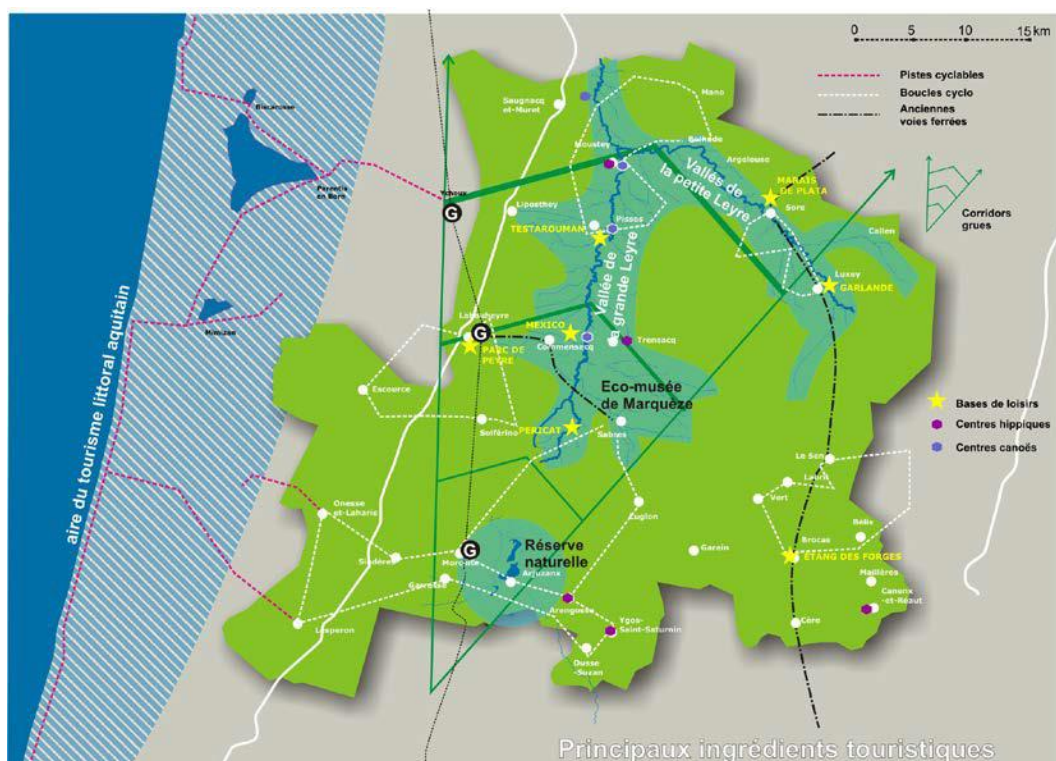 0 5 10 15 km
Pistes cyclables
Boucles cyclo
Anciennes
voies ferrées
Corridors
grues
Bases de loisirs
Centres hippiques
Centres canoës
aire du tourisme littoral aquitain
Biscarosse
Parentis
en Born
Mimizan
Ychoux
G
Saugnacq
et-Muret
Mano
Moustey
Belhade
Argelouse
Vallée de
la petite Leyre
MARAIS
DE PLATA
Sore
Callen
Luxey
GARLANDE
Liposthey
Pissos
TESTAROUMAN
Vallée de
la grande Leyre
Labouheyre
G
PARC DE
PEYRE
MEXICO
Commensacq
Trensacq
Eco-musée
de Marquèze
Escource
Solférino
PERICAT
Sabres
Le Sen
Labrit
Vert
Bélis
Brocas
ÉTANG DES FORGES
Maillères
Canenx
-et-Réaut
Cère
Garein
Luglon
Onesse
et-Laharie
Sindères
G
Morcenx
Garrosse
Lesperon
Réserve
naturelle
Arjuzanx
Arengosse
Ygos-
Saint-Saturnin
Ousse
-Suzan
Principaux ingrédients touristiques